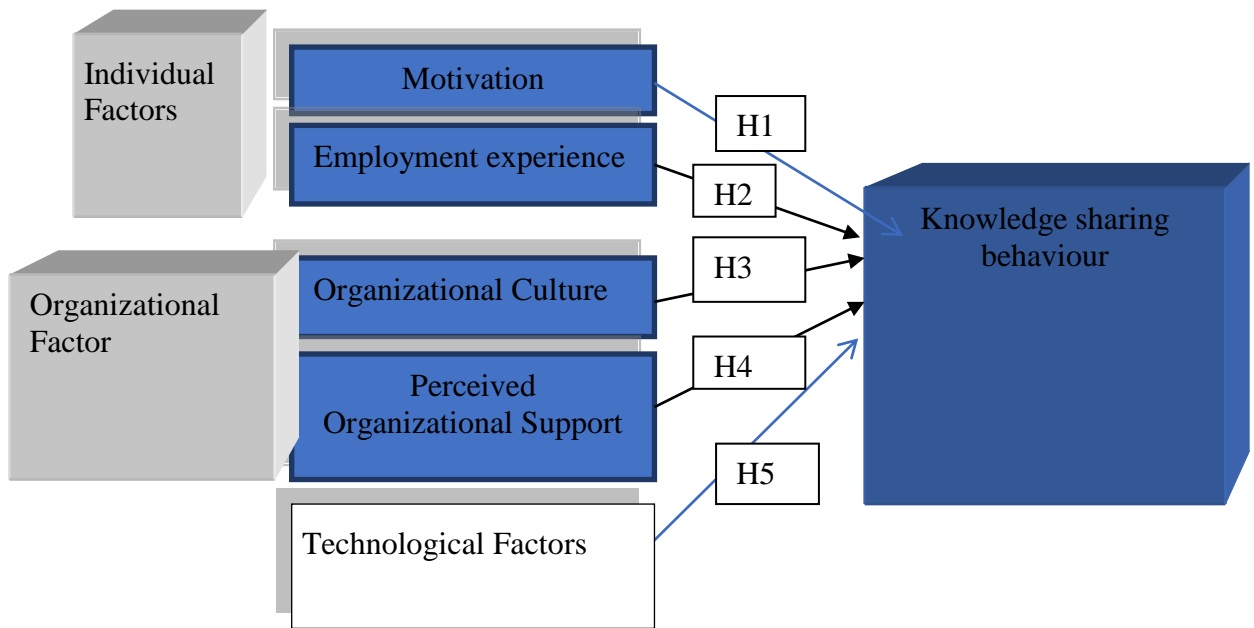 Individual
Factors
Motivation
H1
Employment experience
H2
Knowledge sharing
behaviour
Organizational
Factor
Organizational Culture
H3
Perceived
Organizational Support
H4
H5
Technological Factors